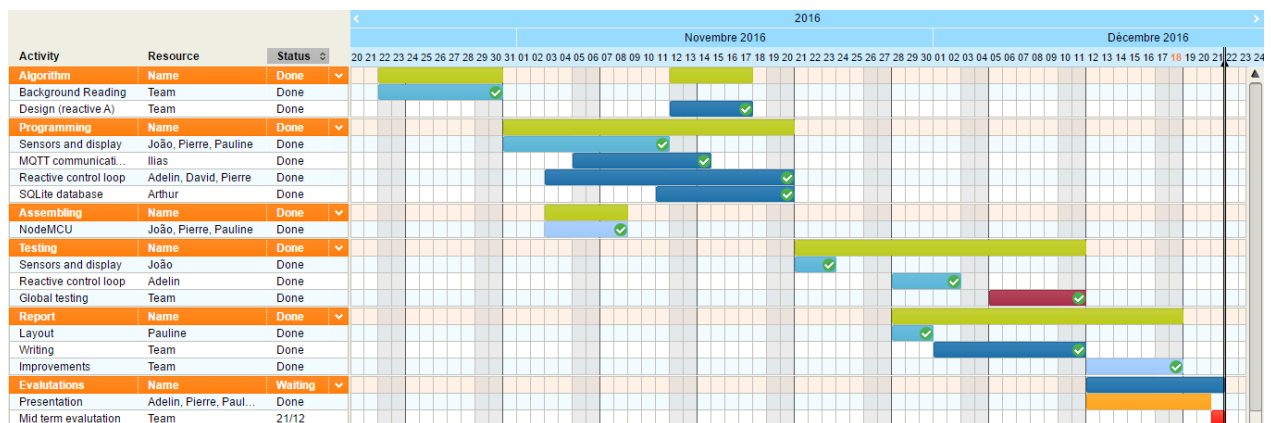 2016
Novembre 2016 Décembre 2016
Activity Resource Status 20 21 22 23 24 25 26 27 28 29 30 31 01 02 03 04 05 06 07 08 09 10 11 12 13 14 15 16 17 18 19 20 21 22 23 24 25 26 27 28 29 30 01 02 03 04 05 06 07 08 09 10 11 12 13 14 15 16 17 18 19 20 21 22 23 24
Algorithm Name Done
Background Reading Team Done
Design (reactive A) Team Done
Programming Name Done
Sensors and display João, Pierre, Pauline Done
MQTT communicati... Ilias Done
Reactive control loop Adelin, David, Pierre Done
SQLite database Arthur Done
Assembling Name Done
NodeMCU João, Pierre, Pauline Done
Testing Name Done
Sensors and display João Done
Reactive control loop Adelin Done
Global testing Team Done
Report Name Done
Layout Pauline Done
Writing Team Done
Improvements Team Done
Evalutations Name Waiting
Presentation Adelin, Pierre, Paul... Done
Mid term evalutation Team 21/12